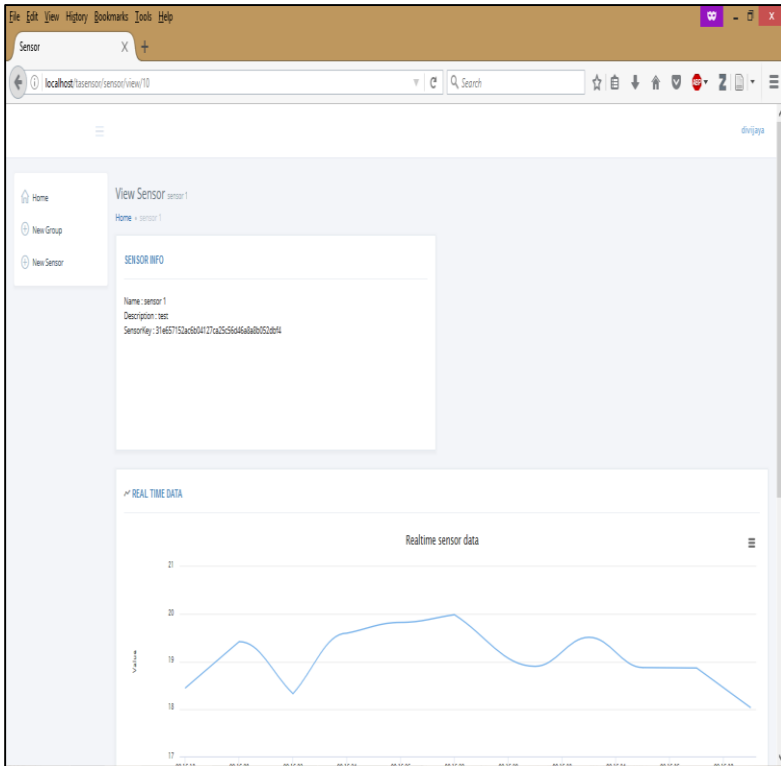 File Edit View History Bookmarks Tools Help
Sensor
localhost/tasensor/sensor/view/10
Search
ABP
divijaya
Home
New Group
New Sensor
View Sensor sensor 1
Home • sensor 1
SENSOR INFO
Name : sensor 1
Description : test
SensorKey : 31e657152ac6b04127ca25c56d46a8a8b052dbf4
REAL TIME DATA
Realtime sensor data
Value
21
20
19
18
17